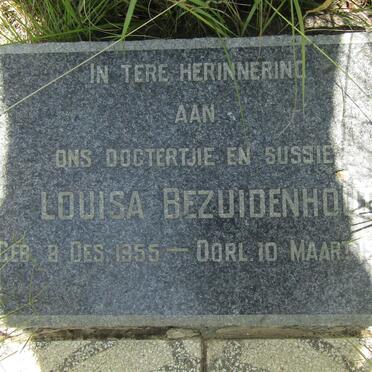 IN TERE HERINNERING
AAN
ONS DOGTERTJIE EN SUSSIE
LOUISA BEZUIDENHOU
GEB. 8 DES. 1955 — OORL. 10 MAART